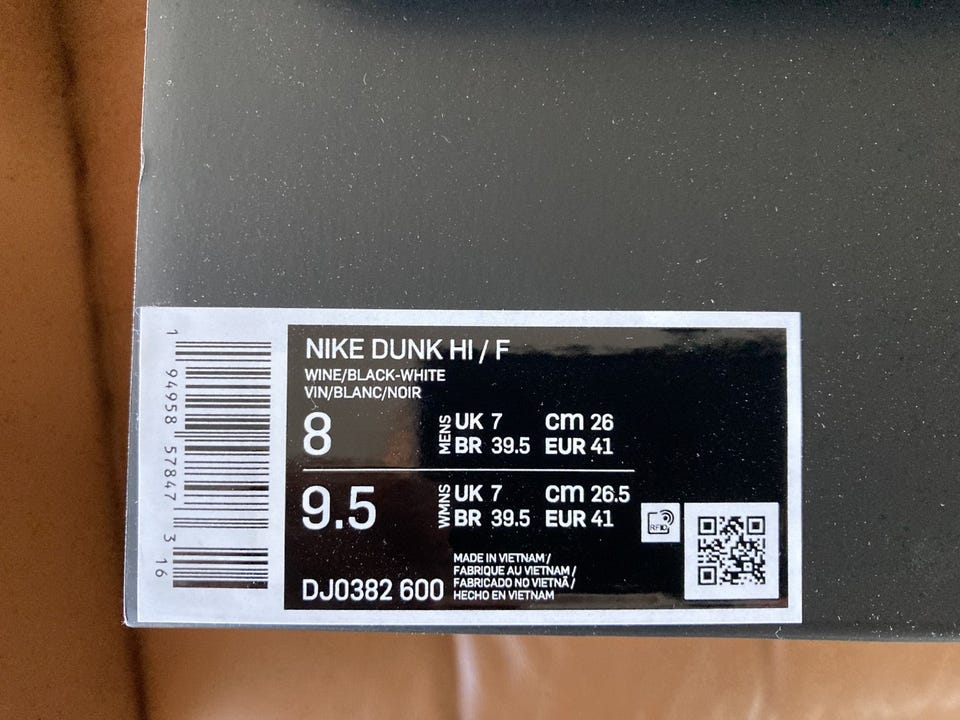 NIKE DUNK HI / F
WINE/BLACK-WHITE
VIN/BLANC/NOIR
8
MENS
UK 7 cm 26
BR 39.5 EUR 41
9.5
WMNS
UK 7 cm 26.5
BR 39.5 EUR 41
RFID
DJ0382 600
MADE IN VIETNAM /
FABRIQUE AU VIETNAM /
FABRICADO NO VIETNÃ /
HECHO EN VIETNAM
1 94958 57847 3 16